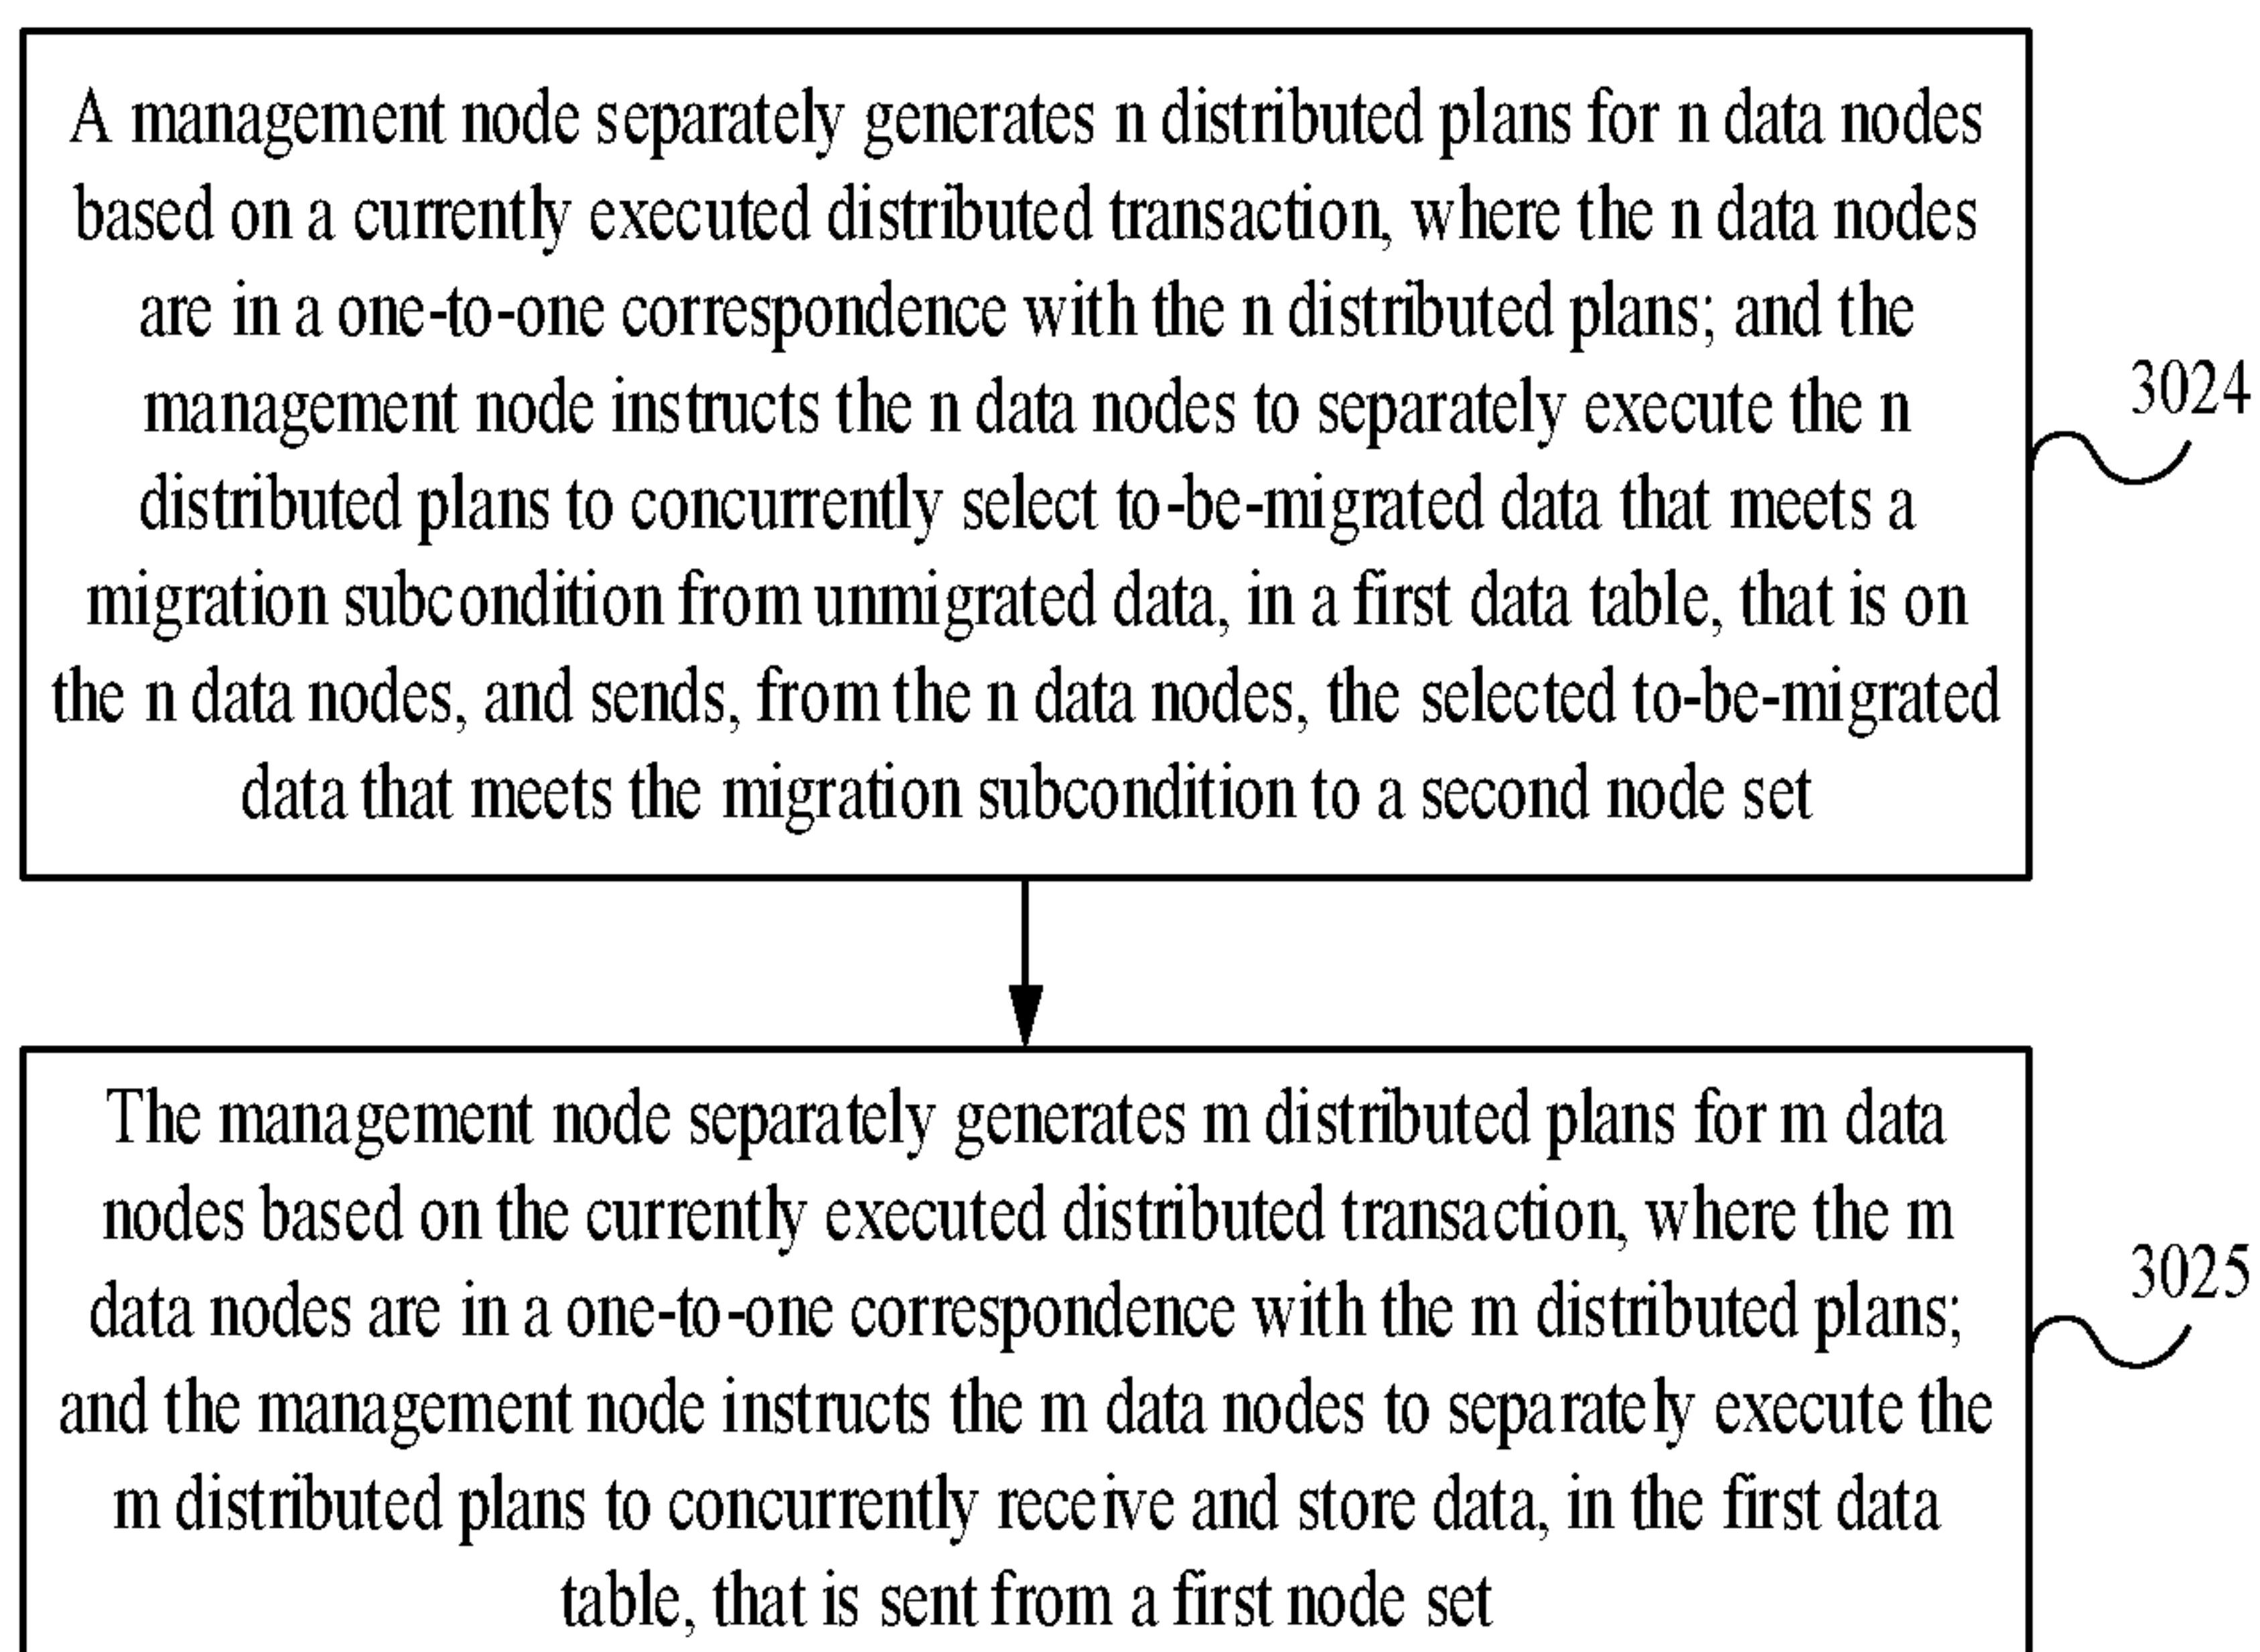 A management node separately generates n distributed plans for n data nodes
based on a currently executed distributed transaction, where the n data nodes
are in a one-to-one correspondence with the n distributed plans; and the
management node instructs the n data nodes to separately execute the n
distributed plans to concurrently select to-be-migrated data that meets a
migration subcondition from unmigrated data, in a first data table, that is on
the n data nodes, and sends, from the n data nodes, the selected to-be-migrated
data that meets the migration subcondition to a second node set
3024
The management node separately generates m distributed plans for m data
nodes based on the currently executed distributed transaction, where the m
data nodes are in a one-to-one correspondence with the m distributed plans;
and the management node instructs the m data nodes to separately execute the
m distributed plans to concurrently receive and store data, in the first data
table, that is sent from a first node set
3025